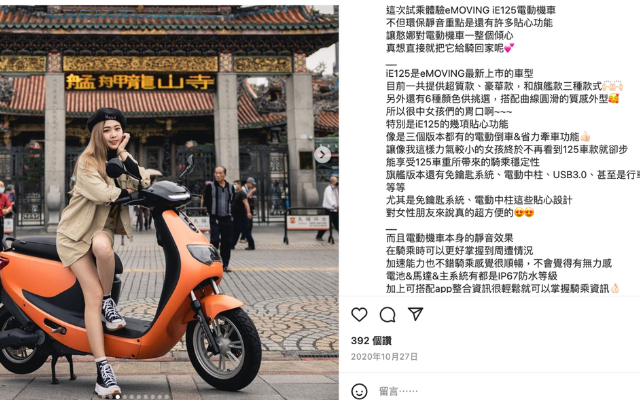 艋舺龍山寺
這次試乘體驗eMOVING iE125電動機車
不但環保靜音重點是還有許多貼心功能
讓憨娜對電動機車一整個傾心
真想直接就把它給騎回家呢💕
—
iE125是eMOVING最新上市的車型
目前一共提供超質款、豪華款，和旗艦款三種款式🙌🏻
另外還有6種顏色供挑選，搭配曲線圓滑的質感外型🥰
所以很中女孩們的胃口啊~~~
特別是iE125的幾項貼心功能
像是三個版本都有的電動倒車&省力牽車功能👍🏻
讓像我這樣力氣較小的女孩終於不再看到125車款就卻步
能享受125車重所帶來的騎乘穩定性
旗艦版本還有免鑰匙系統、電動中柱、USB3.0、甚至是行車
等等
尤其是免鑰匙系統、電動中柱這些貼心設計
對女性朋友來說真的超方便的😍😍
—
而且電動機車本身的靜音效果
在騎乘時可以更好掌握到周遭情況
加速能力也不錯騎乘感覺很順暢，不會覺得有無力感
電池&馬達&主系統有都是IP67防水等級
加上可搭配app整合資訊很輕鬆就可以掌握騎乘資訊👌🏻
392 個讚
2020年10月27日
留言⋯⋯